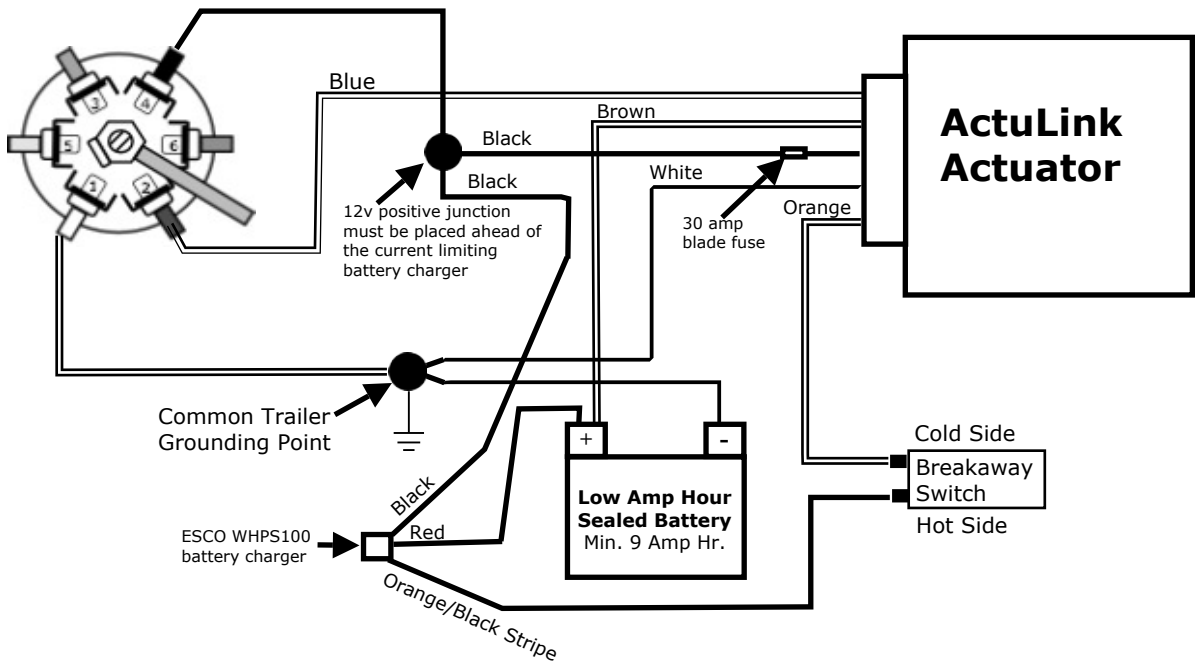 3
4
5
6
1
2
Blue
Brown
Black
Black
White
Orange
ActuLink
Actuator
12v positive junction
must be placed ahead of
the current limiting
battery charger
30 amp
blade fuse
Common Trailer
Grounding Point
+
-
Low Amp Hour
Sealed Battery
Min. 9 Amp Hr.
Cold Side
Breakaway
Switch
Hot Side
Black
Red
ESCO WHPS100
battery charger
Orange/Black Stripe